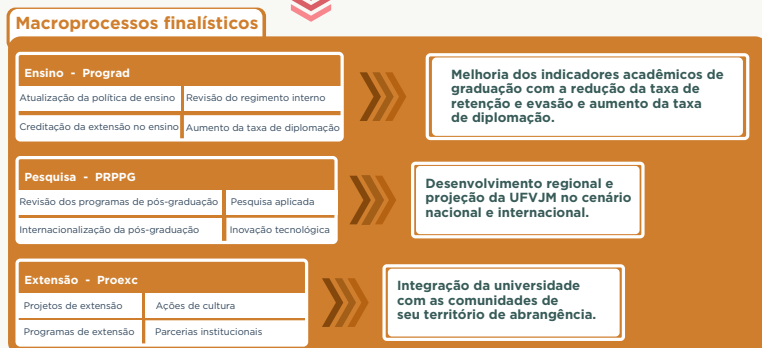 Macroprocessos finalísticos
Ensino - Prograd
Atualização da política de ensino
Revisão do regimento interno
Creditação da extensão no ensino
Aumento da taxa de diplomação
Melhoria dos indicadores acadêmicos de
graduação com a redução da taxa de
retenção e evasão e aumento da taxa
de diplomação.
Pesquisa - PRPPG
Revisão dos programas de pós-graduação
Pesquisa aplicada
Internacionalização da pós-graduação
Inovação tecnológica
Desenvolvimento regional e
projeção da UFVJM no cenário
nacional e internacional.
Extensão - Proexc
Projetos de extensão
Ações de cultura
Programas de extensão
Parcerias institucionais
Integração da universidade
com as comunidades de
seu território de abrangência.